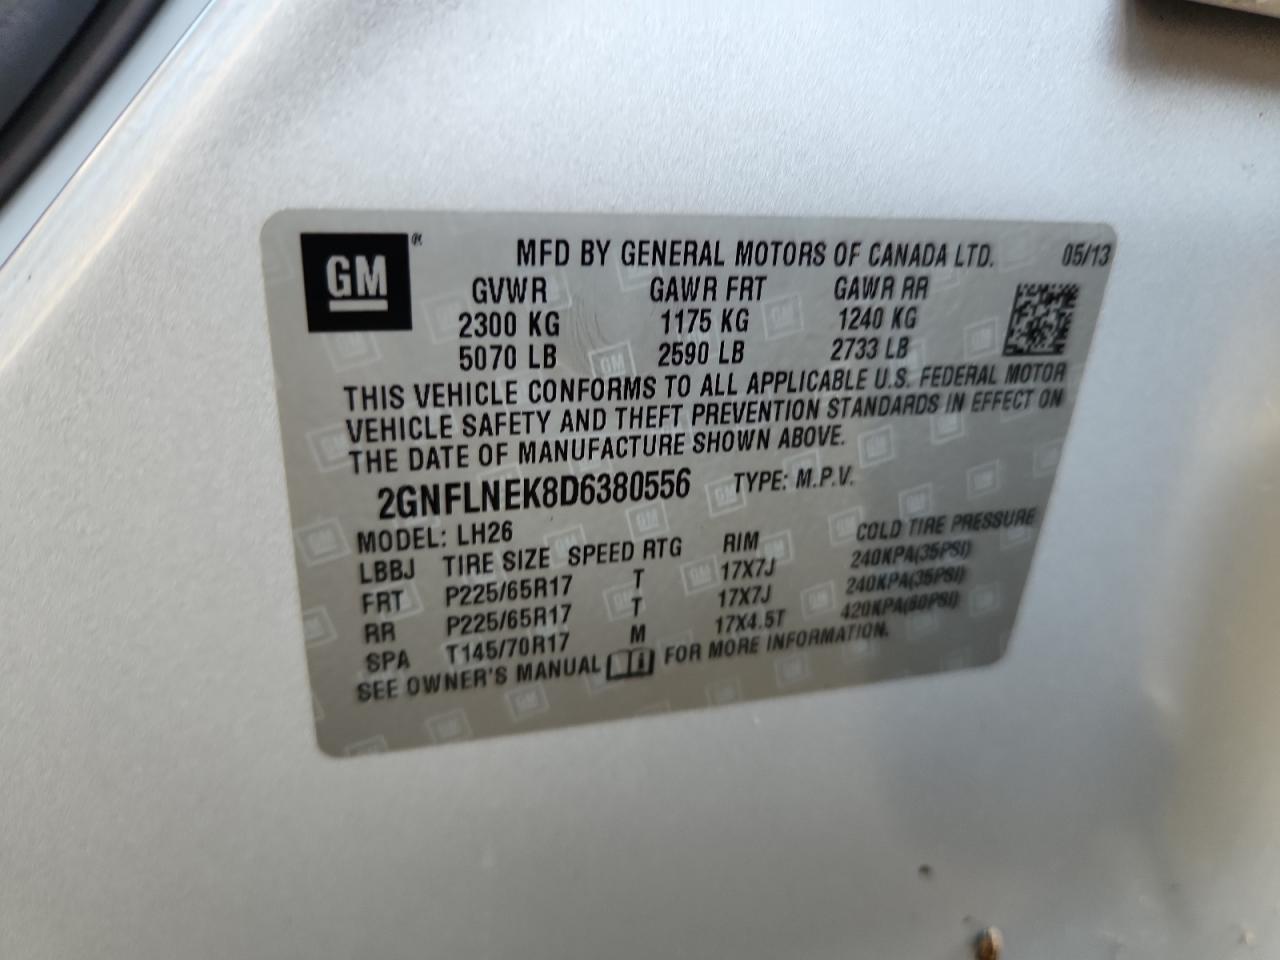 GM ®
MFD BY GENERAL MOTORS OF CANADA LTD. 05/13
GVWR GAWR FRT GAWR RR
2300 KG 1175 KG 1240 KG
5070 LB 2590 LB 2733 LB
THIS VEHICLE CONFORMS TO ALL APPLICABLE U.S. FEDERAL MOTOR
VEHICLE SAFETY AND THEFT PREVENTION STANDARDS IN EFFECT ON
THE DATE OF MANUFACTURE SHOWN ABOVE.
2GNFLNEK8D6380556 TYPE: M.P.V.
MODEL: LH26
LBBJ TIRE SIZE SPEED RTG RIM COLD TIRE PRESSURE
FRT P225/65R17 T 17X7J 240KPA(35PSI)
RR P225/65R17 T 17X7J 240KPA(35PSI)
SPA T145/70R17 M 17X4.5T 420KPA(60PSI)
SEE OWNER'S MANUAL FOR MORE INFORMATION.